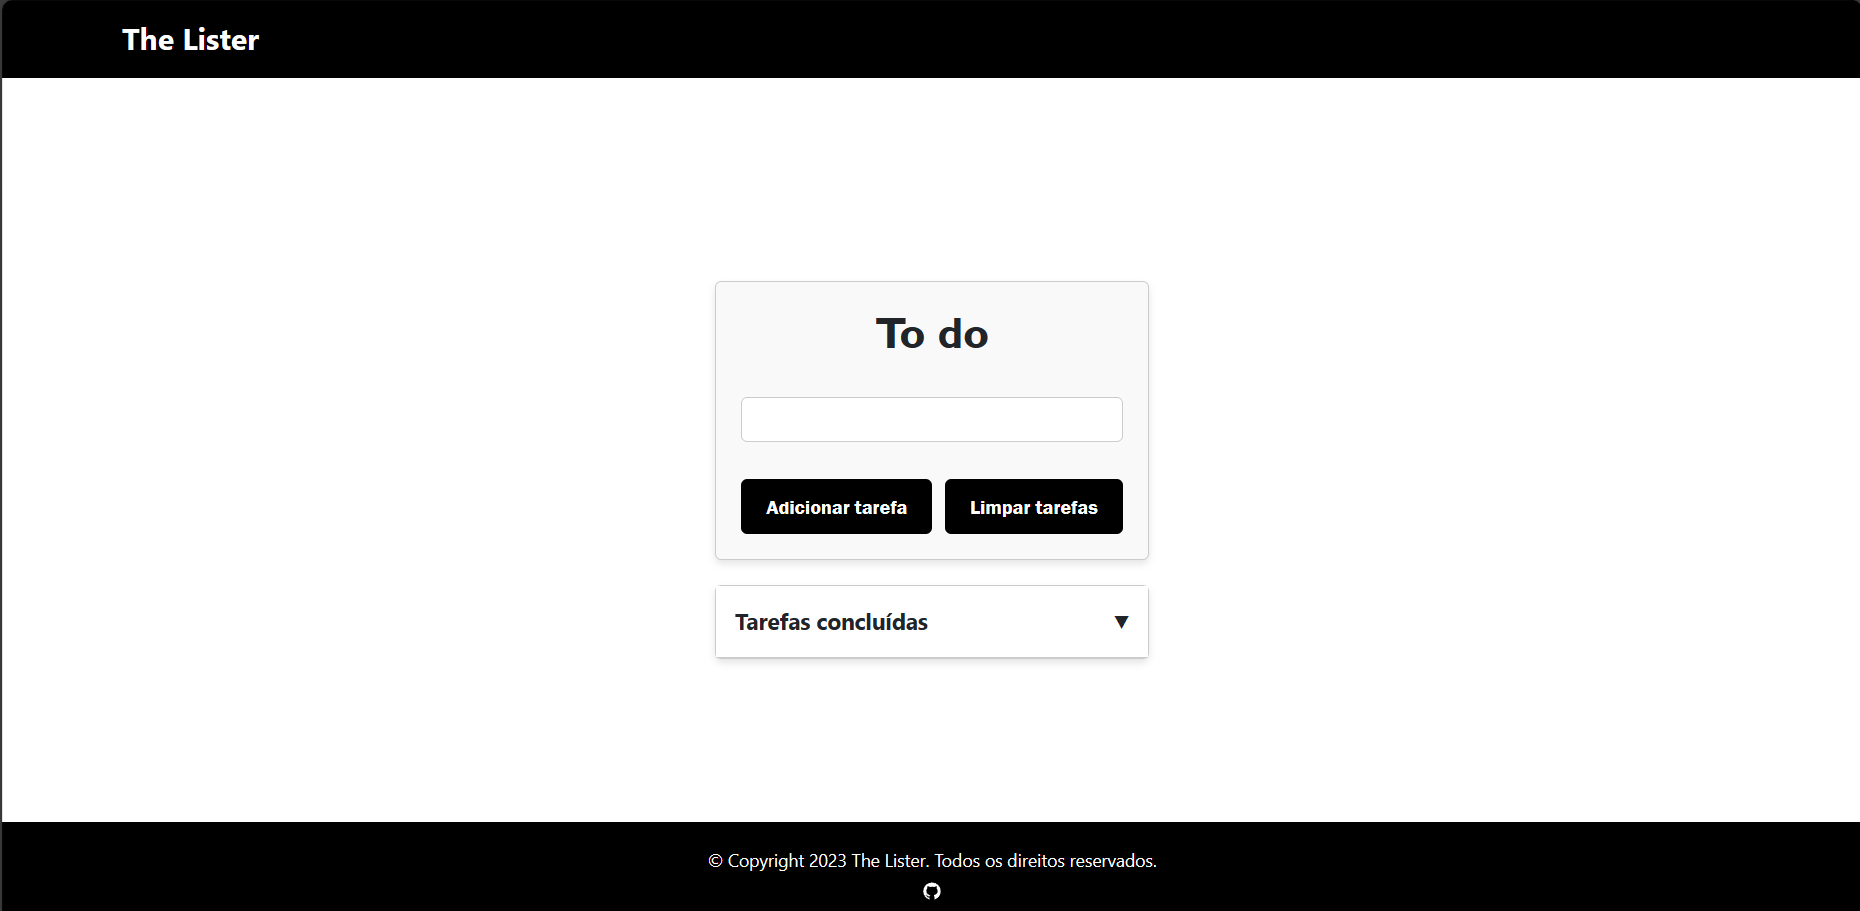 The Lister
To do
Adicionar tarefa
Limpar tarefas
Tarefas concluídas ▼
© Copyright 2023 The Lister. Todos os direitos reservados.